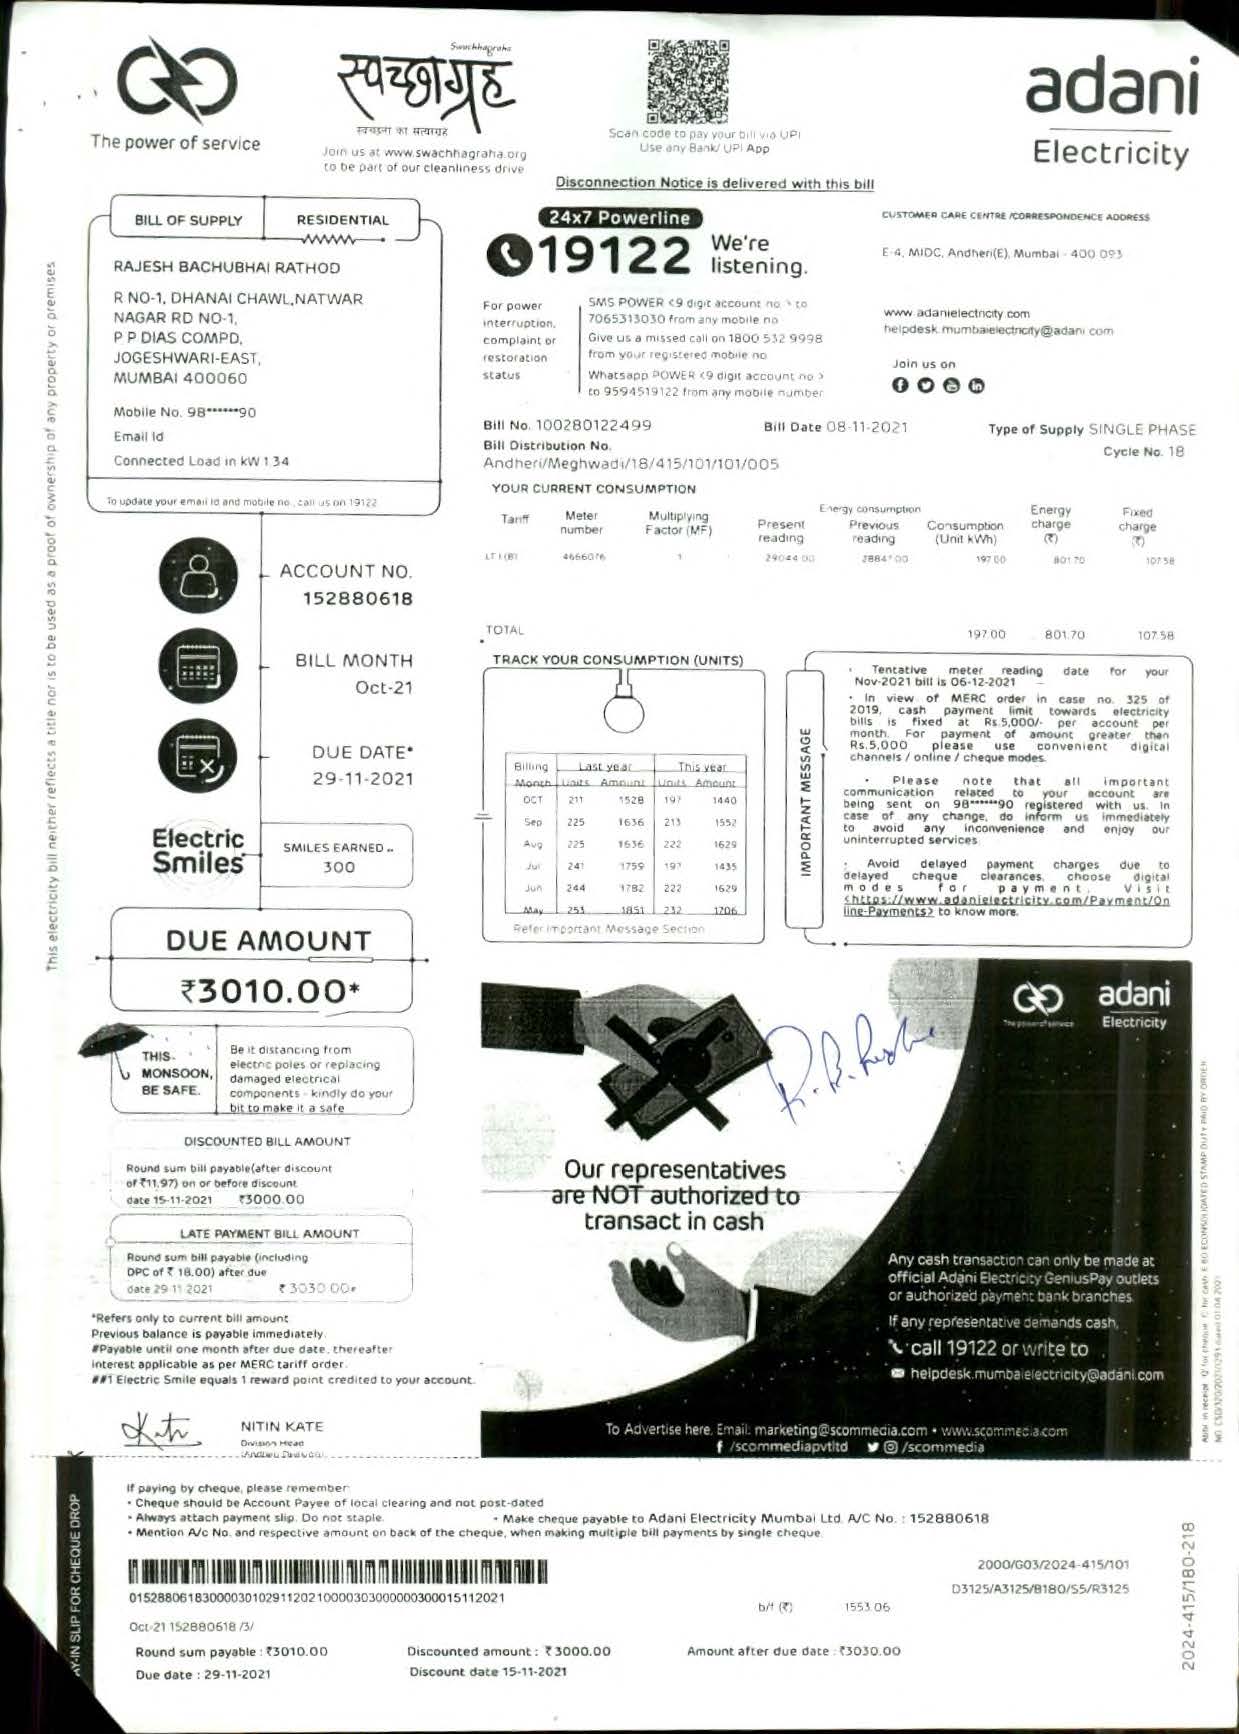 The power of service
Swachhagraha
स्वच्छाग्रह
स्वच्छता का सत्याग्रह
Join us at www.swachhagraha.org
to be part of our cleanliness drive
Scan code to pay your bill via UPI
Use any Bank/ UPI App
adani
Electricity
Disconnection Notice is delivered with this bill
BILL OF SUPPLY
RESIDENTIAL
RAJESH BACHUBHAI RATHOD
R NO-1, DHANAI CHAWL,NATWAR
NAGAR RD NO-1,
P P DIAS COMPD,
JOGESHWARI-EAST,
MUMBAI 400060
Mobile No. 98******90
Email Id
Connected Load in kW 1.34
To update your email id and mobile no., call us on 19122
24x7 Powerline
19122 We're
listening.
For power
interruption,
complaint or
restoration
status
SMS POWER <9 digit account no > to
7065313030 from any mobile no
Give us a missed call on 1800 532 9998
from your registered mobile no
Whatsapp POWER <9 digit account no >
to 9594519122 from any mobile number
CUSTOMER CARE CENTRE /CORRESPONDENCE ADDRESS
E-4, MIDC, Andheri(E), Mumbai - 400 093
www.adanielectricity.com
helpdesk.mumbaielectricity@adani.com
Join us on
Bill No. 100280122499
Bill Date 08-11-2021
Type of Supply SINGLE PHASE
Bill Distribution No.
Cycle No. 18
Andheri/Meghwadi/18/415/101/101/005
YOUR CURRENT CONSUMPTION
Energy consumption
Tariff Meter number Multiplying Factor (MF) Present reading Previous reading Consumption (Unit kWh) Energy charge (₹) Fixed charge (₹)
LT I (B) 4666076 1 29044.00 28847.00 197.00 801.70 107.58
TOTAL 197.00 801.70 107.58
ACCOUNT NO.
152880618
BILL MONTH
Oct-21
DUE DATE*
29-11-2021
Electric
Smiles
SMILES EARNED
300
DUE AMOUNT
₹3010.00*
TRACK YOUR CONSUMPTION (UNITS)
Billing Last year This year
Month Units Amount Units Amount
OCT 211 1528 197 1440
Sep 225 1636 213 1552
Aug 225 1636 222 1629
Jul 241 1759 197 1435
Jun 244 1782 222 1629
May 253 1851 232 1706
Refer Important Message Section
IMPORTANT MESSAGE
· Tentative meter reading date for your
Nov-2021 bill is 06-12-2021
· In view of MERC order in case no. 325 of
2019, cash payment limit towards electricity
bills is fixed at Rs.5,000/- per account per
month. For payment of amount greater than
Rs.5,000 please use convenient digital
channels / online / cheque modes.
· Please note that all important
communication related to your account are
being sent on 98******90 registered with us. In
case of any change, do inform us immediately
to avoid any inconvenience and enjoy our
uninterrupted services
· Avoid delayed payment charges due to
delayed cheque clearances, choose digital
modes for payment. Visit
<https://www.adanielectricity.com/Payment/On
line-Payments> to know more.
THIS
MONSOON,
BE SAFE.
Be it distancing from
electric poles or replacing
damaged electrical
components - kindly do your
bit to make it a safe
DISCOUNTED BILL AMOUNT
Round sum bill payable(after discount
of ₹11.97) on or before discount
date 15-11-2021 ₹3000.00
LATE PAYMENT BILL AMOUNT
Round sum bill payable (including
DPC of ₹ 18.00) after due
date 29-11-2021 ₹ 3030.00#
*Refers only to current bill amount.
Previous balance is payable immediately.
#Payable until one month after due date, thereafter
interest applicable as per MERC tariff order.
##1 Electric Smile equals 1 reward point credited to your account.
NITIN KATE
Division Head
(Andheri Division)
adani
Electricity
The power of service
Our representatives
are NOT authorized to
transact in cash
Any cash transaction can only be made at
official Adani Electricity GeniusPay outlets
or authorized payment bank branches.
If any representative demands cash,
call 19122 or write to
helpdesk.mumbaielectricity@adani.com
To Advertise here, Email: marketing@scommedia.com • www.scommedia.com
/scommediapvtltd /scommedia
This electricity bill neither reflects a title nor is to be used as a proof of ownership of any property or premises
PAY-IN SLIP FOR CHEQUE DROP
If paying by cheque, please remember
• Cheque should be Account Payee of local clearing and not post-dated
• Always attach payment slip. Do not staple. • Make cheque payable to Adani Electricity Mumbai Ltd. A/C No. : 152880618
• Mention A/c No. and respective amount on back of the cheque, when making multiple bill payments by single cheque.
01528806183000030102911202100003030000000300015112021
2000/G03/2024-415/101
D3125/A3125/B180/S5/R3125
b/f (₹) 1553.06
Oct-21 152880618 /3/
Round sum payable : ₹3010.00
Discounted amount : ₹ 3000.00
Amount after due date : ₹3030.00
Due date : 29-11-2021
Discount date 15-11-2021
2024-415/180-218